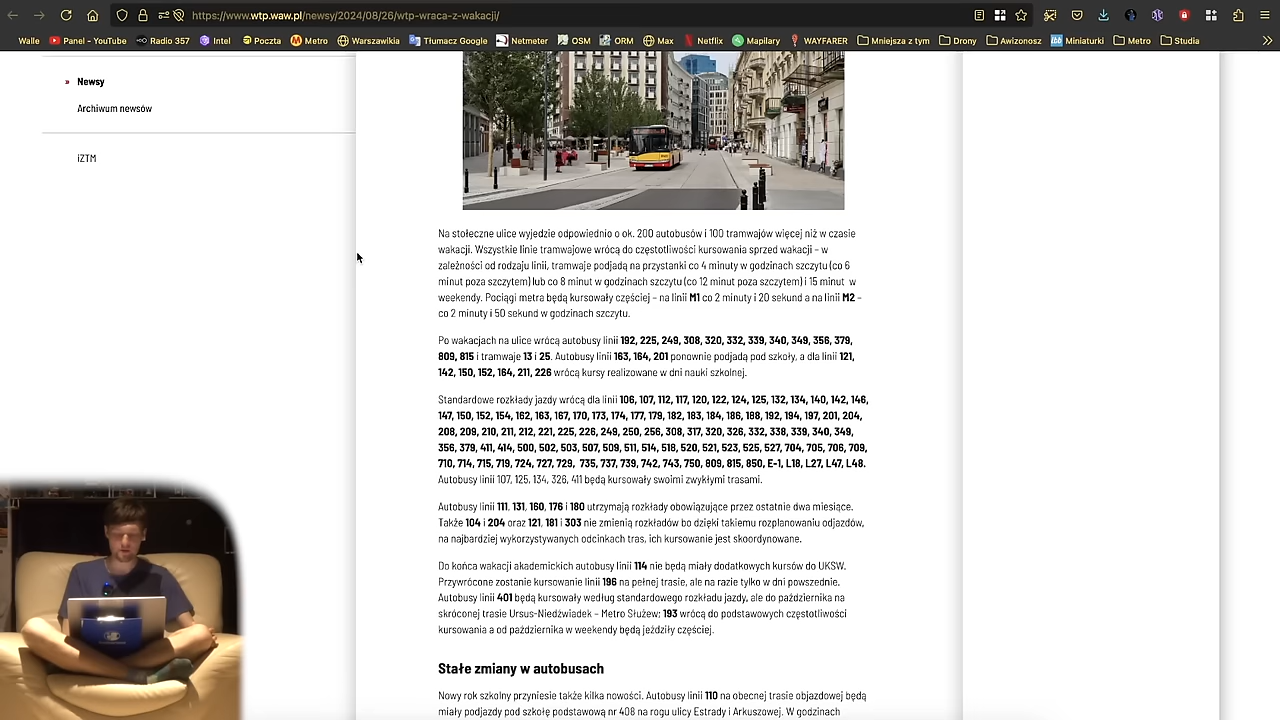 https://www.wtp.waw.pl/newsy/2024/08/26/wtp-wraca-z-wakacji/
Walle Panel - YouTube Radio 357 Intel Poczta Metro Warszawikia Tłumacz Google Netmeter OSM ORM Max Netflix Mapilary WAYFARER Mniejsza z tym Drony Awizonosz Miniaturki Metro Studia
» Newsy
Archiwum newsów
iZTM
Na stołeczne ulice wyjedzie odpowiednio o ok. 200 autobusów i 100 tramwajów więcej niż w czasie
wakacji. Wszystkie linie tramwajowe wrócą do częstotliwości kursowania sprzed wakacji – w
zależności od rodzaju linii, tramwaje podjadą na przystanki co 4 minuty w godzinach szczytu (co 6
minut poza szczytem) lub co 8 minut w godzinach szczytu (co 12 minut poza szczytem) i 15 minut w
weekendy. Pociągi metra będą kursowały częściej – na linii M1 co 2 minuty i 20 sekund a na linii M2 –
co 2 minuty i 50 sekund w godzinach szczytu.
Po wakacjach na ulice wrócą autobusy linii 192, 225, 249, 308, 320, 332, 339, 340, 349, 356, 379,
809, 815 i tramwaje 13 i 25. Autobusy linii 163, 164, 201 ponownie podjadą pod szkoły, a dla linii 121,
142, 150, 152, 164, 211, 226 wrócą kursy realizowane w dni nauki szkolnej.
Standardowe rozkłady jazdy wrócą dla linii 106, 107, 112, 117, 120, 122, 124, 125, 132, 134, 140, 142, 146,
147, 150, 152, 154, 162, 163, 167, 170, 173, 174, 177, 179, 182, 183, 184, 186, 188, 192, 194, 197, 201, 204,
208, 209, 210, 211, 212, 221, 225, 226, 249, 250, 256, 308, 317, 320, 326, 332, 338, 339, 340, 349,
356, 379, 411, 414, 500, 502, 503, 507, 509, 511, 514, 518, 520, 521, 523, 525, 527, 704, 705, 706, 709,
710, 714, 715, 719, 724, 727, 729, 735, 737, 739, 742, 743, 750, 809, 815, 850, E-1, L18, L27, L47, L48.
Autobusy linii 107, 125, 134, 326, 411 będą kursowały swoimi zwykłymi trasami.
Autobusy linii 111, 131, 160, 176 i 180 utrzymają rozkłady obowiązujące przez ostatnie dwa miesiące.
Także 104 i 204 oraz 121, 181 i 303 nie zmienią rozkładów bo dzięki takiemu rozplanowaniu odjazdów,
na najbardziej wykorzystywanych odcinkach tras, ich kursowanie jest skoordynowane.
Do końca wakacji akademickich autobusy linii 114 nie będą miały dodatkowych kursów do UKSW.
Przywrócone zostanie kursowanie linii 196 na pełnej trasie, ale na razie tylko w dni powszednie.
Autobusy linii 401 będą kursowały według standardowego rozkładu jazdy, ale do października na
skróconej trasie Ursus-Niedźwiadek – Metro Służew; 193 wróci do podstawowych częstotliwości
kursowania a od października w weekendy będą jeździły częściej.
Stałe zmiany w autobusach
Nowy rok szkolny przyniesie także kilka nowości. Autobusy linii 110 na obecnej trasie objazdowej będą
miały podjazdy pod szkołę podstawową nr 408 na rogu ulicy Estrady i Arkuszowej. W godzinach